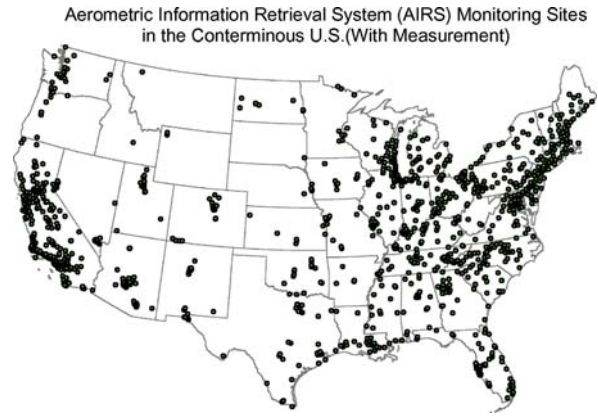 Aerometric Information Retrieval System (AIRS) Monitoring Sites
in the Conterminous U.S.(With Measurement)